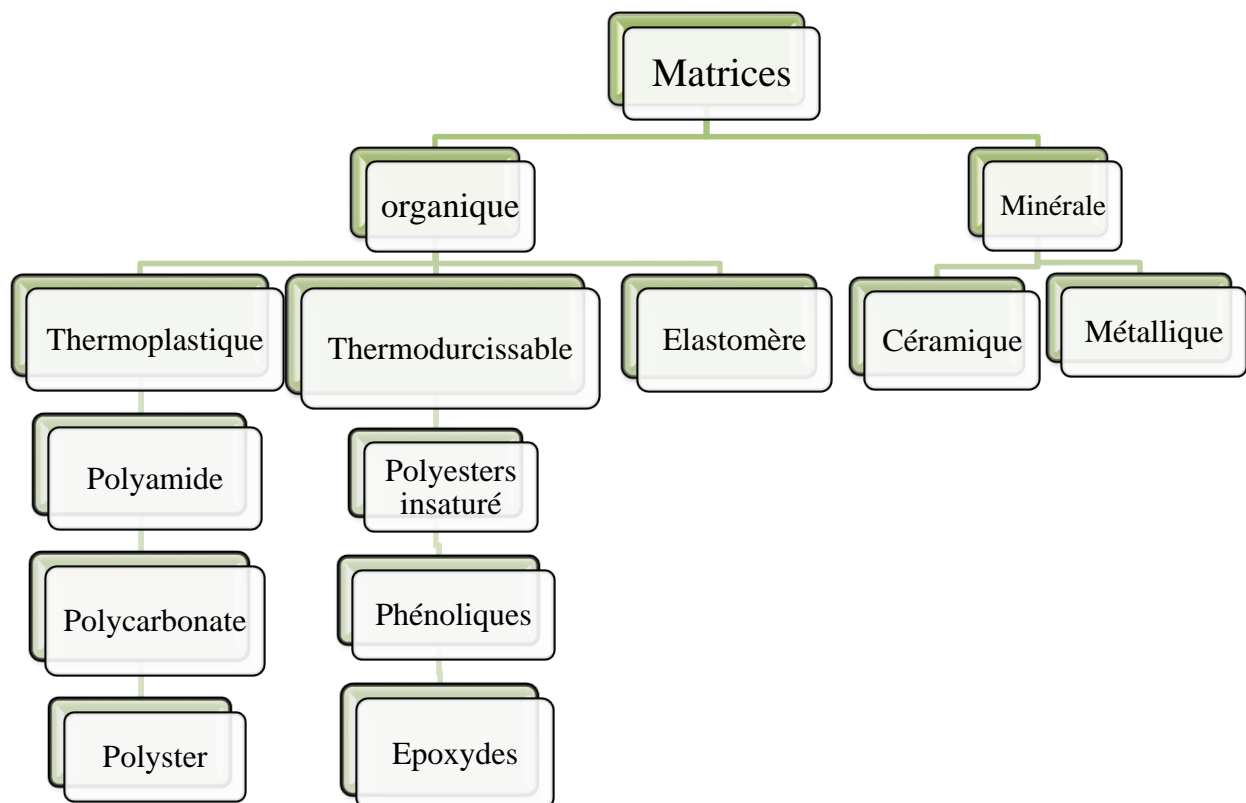 Matrices
organique
Minérale
Thermoplastique
Thermodurcissable
Elastomère
Céramique
Métallique
Polyamide
Polyesters
insaturé
Polycarbonate
Phénoliques
Polyster
Epoxydes